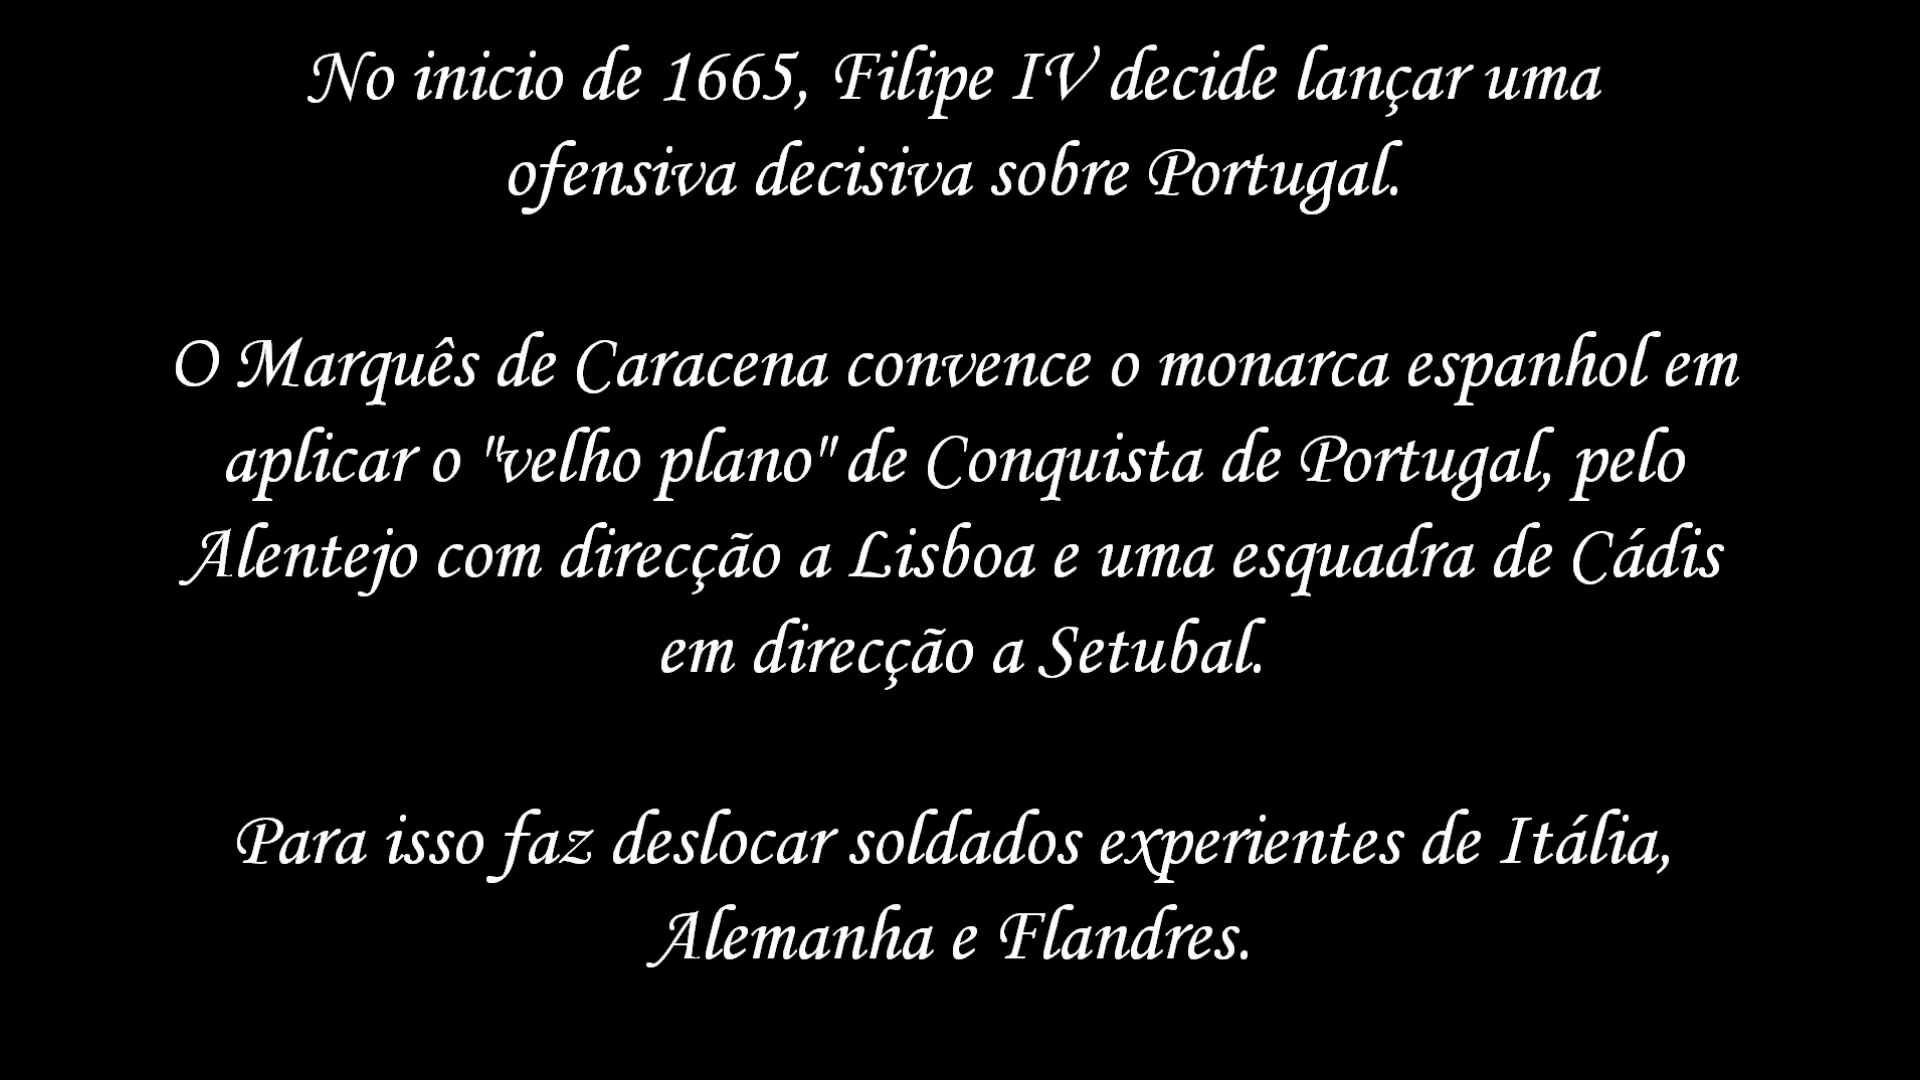 No inicio de 1665, Filipe IV decide lançar uma
ofensiva decisiva sobre Portugal.
O Marquês de Caracena convence o monarca espanhol em
aplicar o "velho plano" de Conquista de Portugal, pelo
Alentejo com direcção a Lisboa e uma esquadra de Cádis
em direcção a Setubal.
Para isso faz deslocar soldados experientes de Itália,
Alemanha e Flandres.